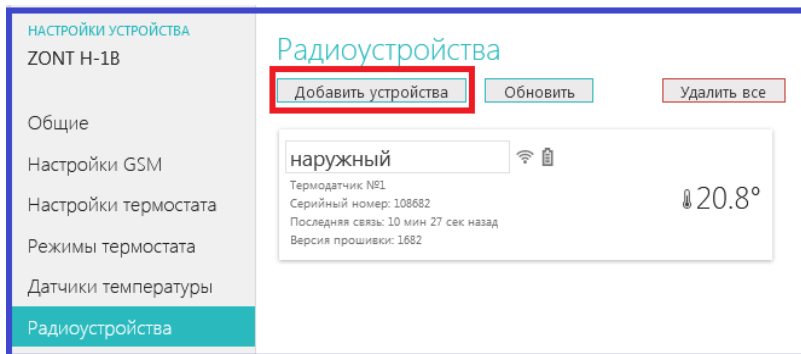 НАСТРОЙКИ УСТРОЙСТВА
ZONT H-1B
Общие
Настройки GSM
Настройки термостата
Режимы термостата
Датчики температуры
Радиоустройства
Радиоустройства
Добавить устройства
Обновить
Удалить все
наружный
Термодатчик №1
Серийный номер: 108682
Последняя связь: 10 мин 27 сек назад
Версия прошивки: 1682
20.8°